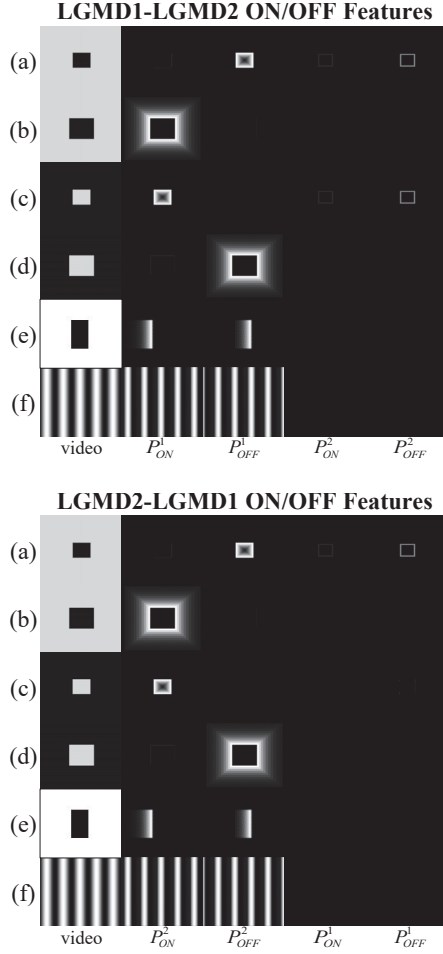 LGMD1-LGMD2 ON/OFF Features
(a)
(b)
(c)
(d)
(e)
(f)
video P¹ON P¹OFF P²ON P²OFF
LGMD2-LGMD1 ON/OFF Features
(a)
(b)
(c)
(d)
(e)
(f)
video P²ON P²OFF P¹ON P¹OFF